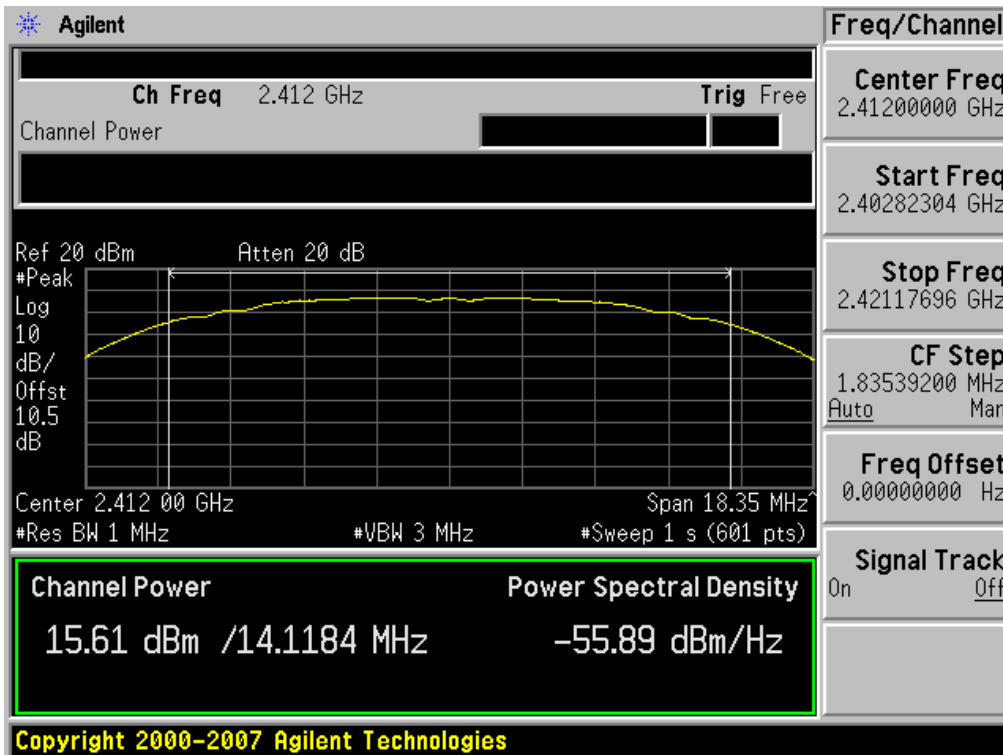 Agilent
Ch Freq 2.412 GHz Trig Free
Channel Power
Ref 20 dBm Atten 20 dB
#Peak
Log
10
dB/
Offst
10.5
dB
Center 2.412 00 GHz Span 18.35 MHz^
#Res BW 1 MHz #VBW 3 MHz #Sweep 1 s (601 pts)
Channel Power Power Spectral Density
15.61 dBm /14.1184 MHz -55.89 dBm/Hz
Copyright 2000-2007 Agilent Technologies
Freq/Channel
Center Freq
2.41200000 GHz
Start Freq
2.40282304 GHz
Stop Freq
2.42117696 GHz
CF Step
1.83539200 MHz
Auto Man
Freq Offset
0.00000000 Hz
Signal Track
On Off